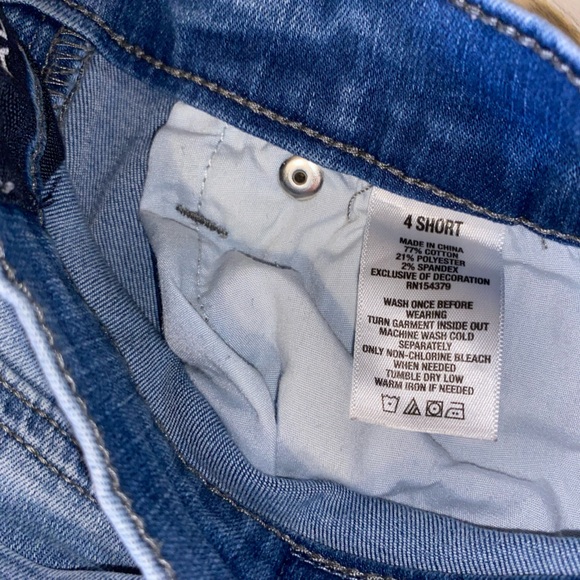 4 SHORT
MADE IN CHINA
77% COTTON
21% POLYESTER
2% SPANDEX
EXCLUSIVE OF DECORATION
RN154379
WASH ONCE BEFORE
WEARING
TURN GARMENT INSIDE OUT
MACHINE WASH COLD
SEPARATELY
ONLY NON-CHLORINE BLEACH
WHEN NEEDED
TUMBLE DRY LOW
WARM IRON IF NEEDED